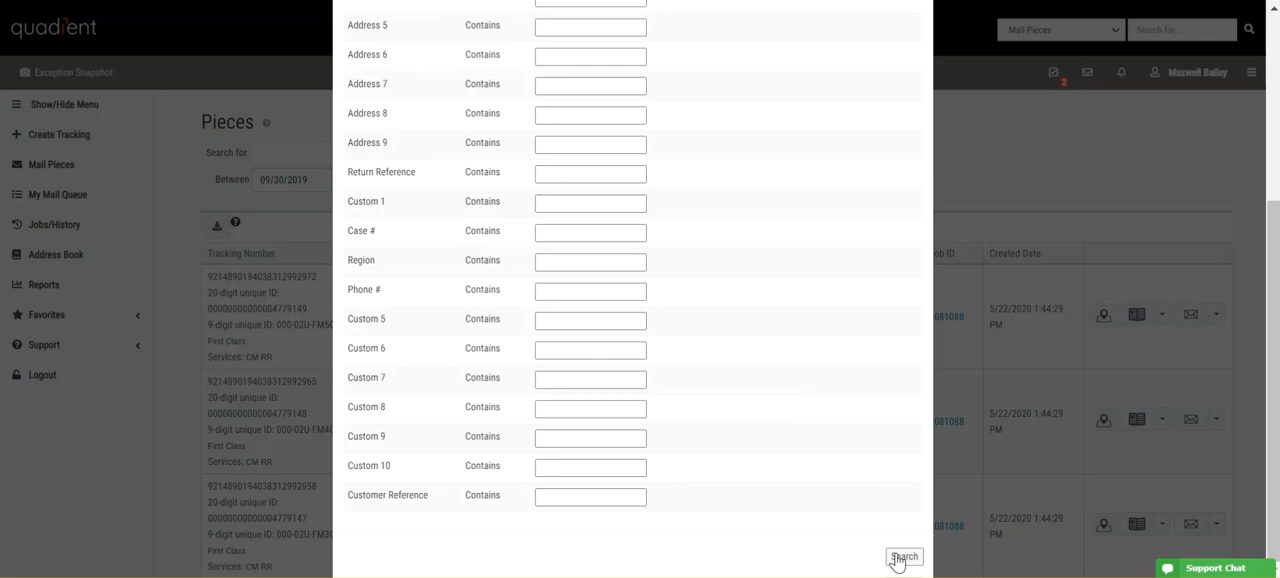 quadient
Mail Pieces
Search for...
Exception Snapshot
2
Maxwell Bailey
Show/Hide Menu
Create Tracking
Mail Pieces
My Mail Queue
Jobs/History
Address Book
Reports
Favorites
Support
Logout
Pieces
Search for:
Between 09/30/2019
Tracking Number
9214890194038312992972
20-digit unique ID:
00000000000004779149
First Class
Services: CM RR
9214890194038312992965
20-digit unique ID:
00000000000004779148
First Class
Services: CM RR
9214890194038312992958
20-digit unique ID:
00000000000004779147
First Class
Services: CM RR
Address 5 Contains
Address 6 Contains
Address 7 Contains
Address 8 Contains
Address 9 Contains
Return Reference Contains
Custom 1 Contains
Case # Contains
Region Contains
Phone # Contains
Custom 5 Contains
Custom 6 Contains
Custom 7 Contains
Custom 8 Contains
Custom 9 Contains
Custom 10 Contains
Customer Reference Contains
Search
ob ID Created Date
081088 5/22/2020 1:44:29
PM
081088 5/22/2020 1:44:29
PM
081088 5/22/2020 1:44:29
PM
Support Chat